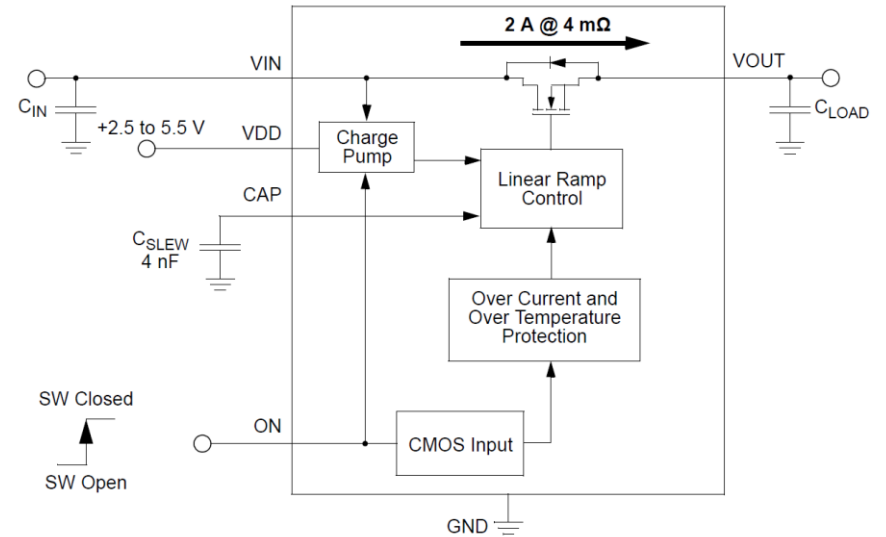 2 A @ 4 mΩ
VIN
VOUT
CIN
CLOAD
+2.5 to 5.5 V
VDD
Charge
Pump
Linear Ramp
Control
CAP
CSLEW
4 nF
Over Current and
Over Temperature
Protection
SW Closed
ON
CMOS Input
SW Open
GND